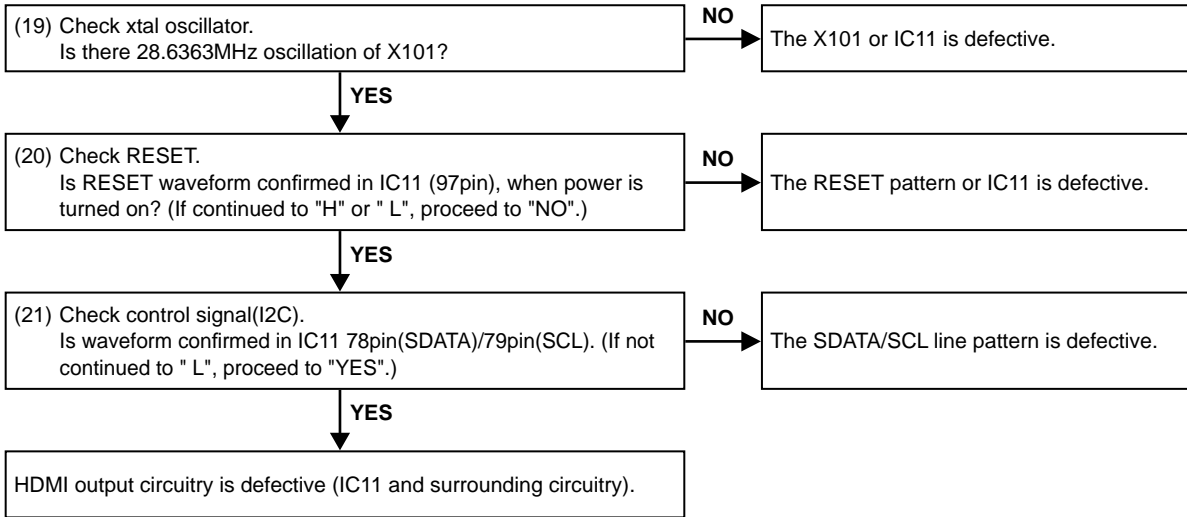 (19) Check xtal oscillator.
Is there 28.6363MHz oscillation of X101?
NO
The X101 or IC11 is defective.
YES
(20) Check RESET.
Is RESET waveform confirmed in IC11 (97pin), when power is
turned on? (If continued to "H" or " L", proceed to "NO".)
NO
The RESET pattern or IC11 is defective.
YES
(21) Check control signal(I2C).
Is waveform confirmed in IC11 78pin(SDATA)/79pin(SCL). (If not
continued to " L", proceed to "YES".)
NO
The SDATA/SCL line pattern is defective.
YES
HDMI output circuitry is defective (IC11 and surrounding circuitry).